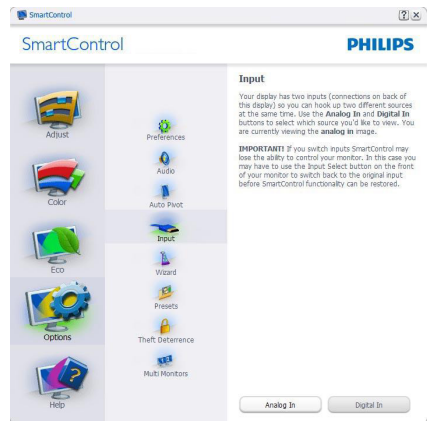 SmartControl
SmartControl
PHILIPS
Adjust
Color
Eco
Options
Help
Preferences
Audio
Auto Pivot
Input
Wizard
Presets
Theft Deterrence
Multi Monitors
Input
Your display has two inputs (connections on back of
this display) so you can hook up two different sources
at the same time. Use the Analog In and Digital In
buttons to select which source you'd like to view. You
are currently viewing the analog in image.
IMPORTANT! If you switch inputs SmartControl may
lose the ability to control your monitor. In this case you
may have to use the Input Select button on the front
of your monitor to switch back to the original input
before SmartControl functionality can be restored.
Analog In
Digital In